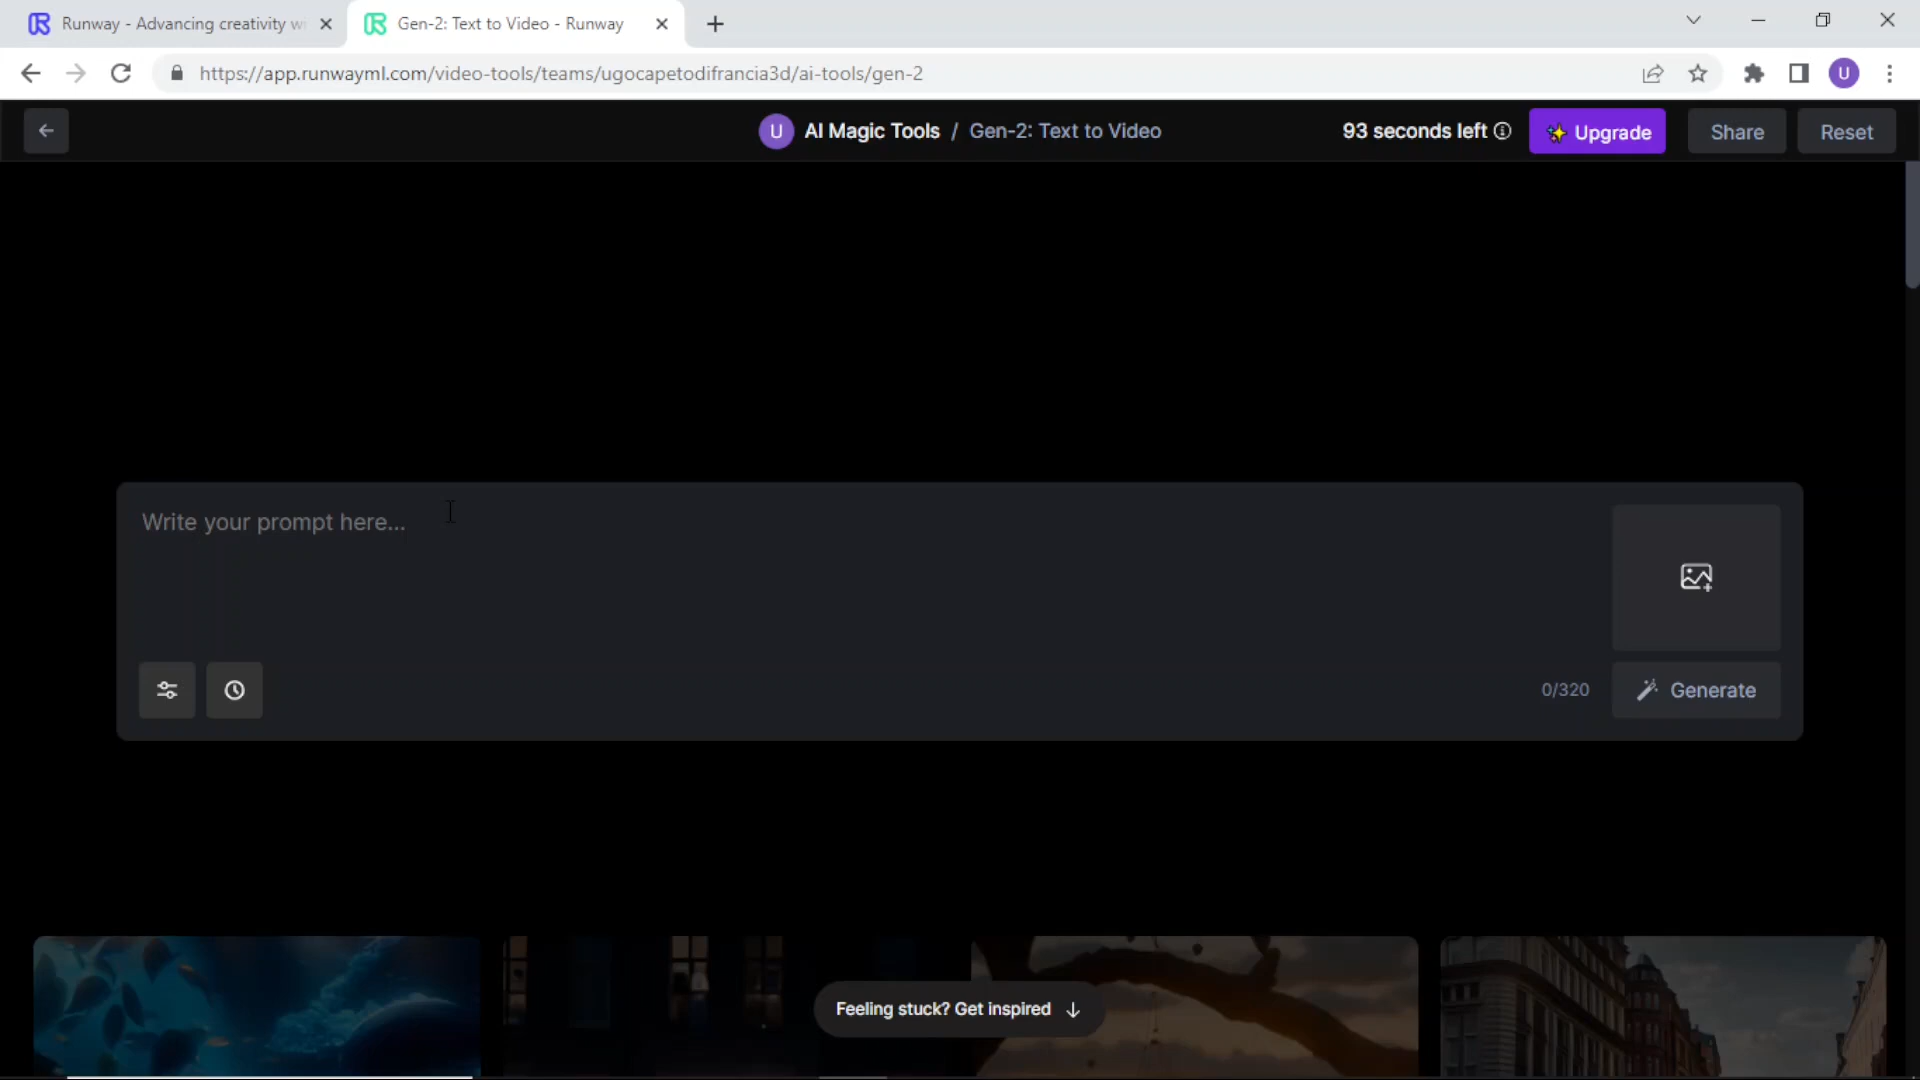 Runway - Advancing creativity wi
Gen-2: Text to Video - Runway
https://app.runwayml.com/video-tools/teams/ugocapetodifrancia3d/ai-tools/gen-2
U
U
AI Magic Tools / Gen-2: Text to Video
93 seconds left
Upgrade
Share
Reset
Write your prompt here...
0/320
Generate
Feeling stuck? Get inspired ↓